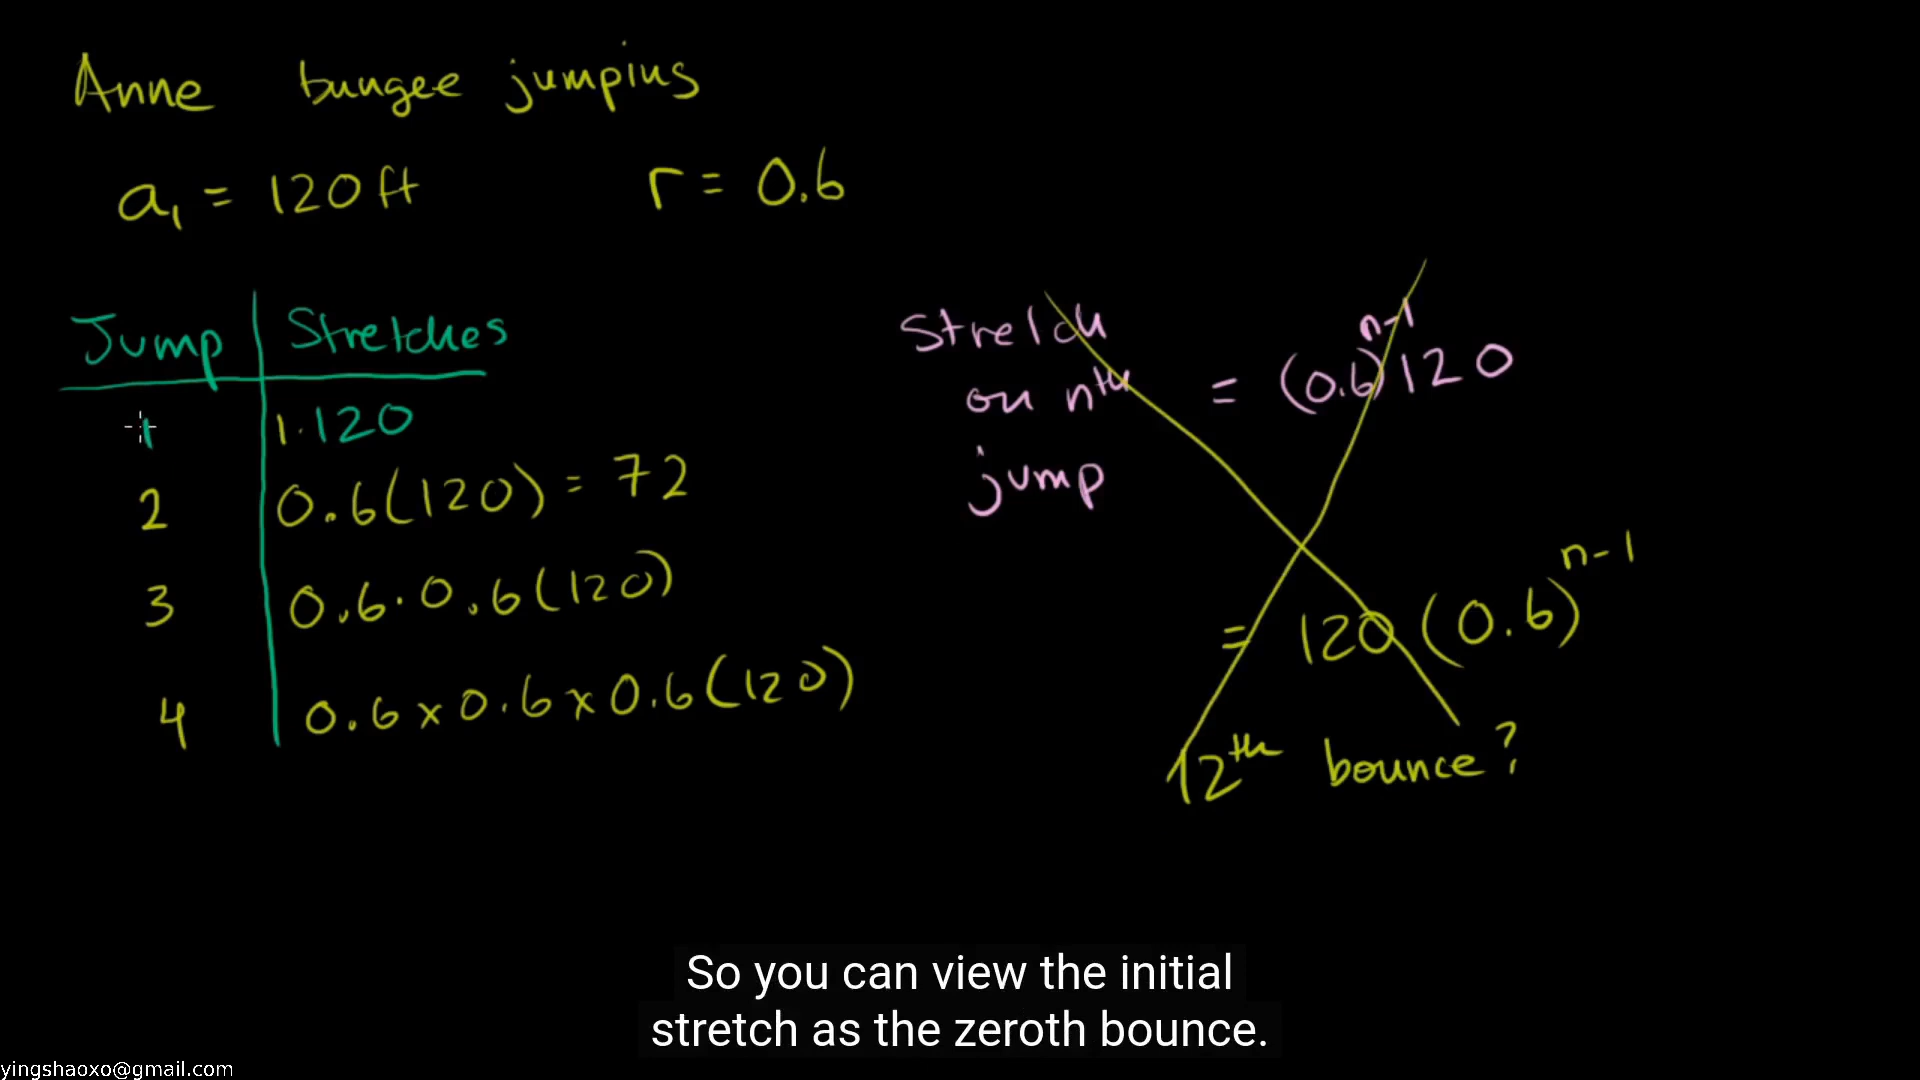 Anne bungee jumping
a₁ = 120 ft r = 0.6
Jump Stretches
1 1·120
2 0.6(120) = 72
3 0.6·0.6(120)
4 0.6 x 0.6 x 0.6(120)
Stretch
on nᵗʰ = (0.6)ⁿ⁻¹ 120
jump
= 120 (0.6)ⁿ⁻¹
12ᵗʰ bounce?
So you can view the initial
stretch as the zeroth bounce.
yingshaoxo@gmail.com